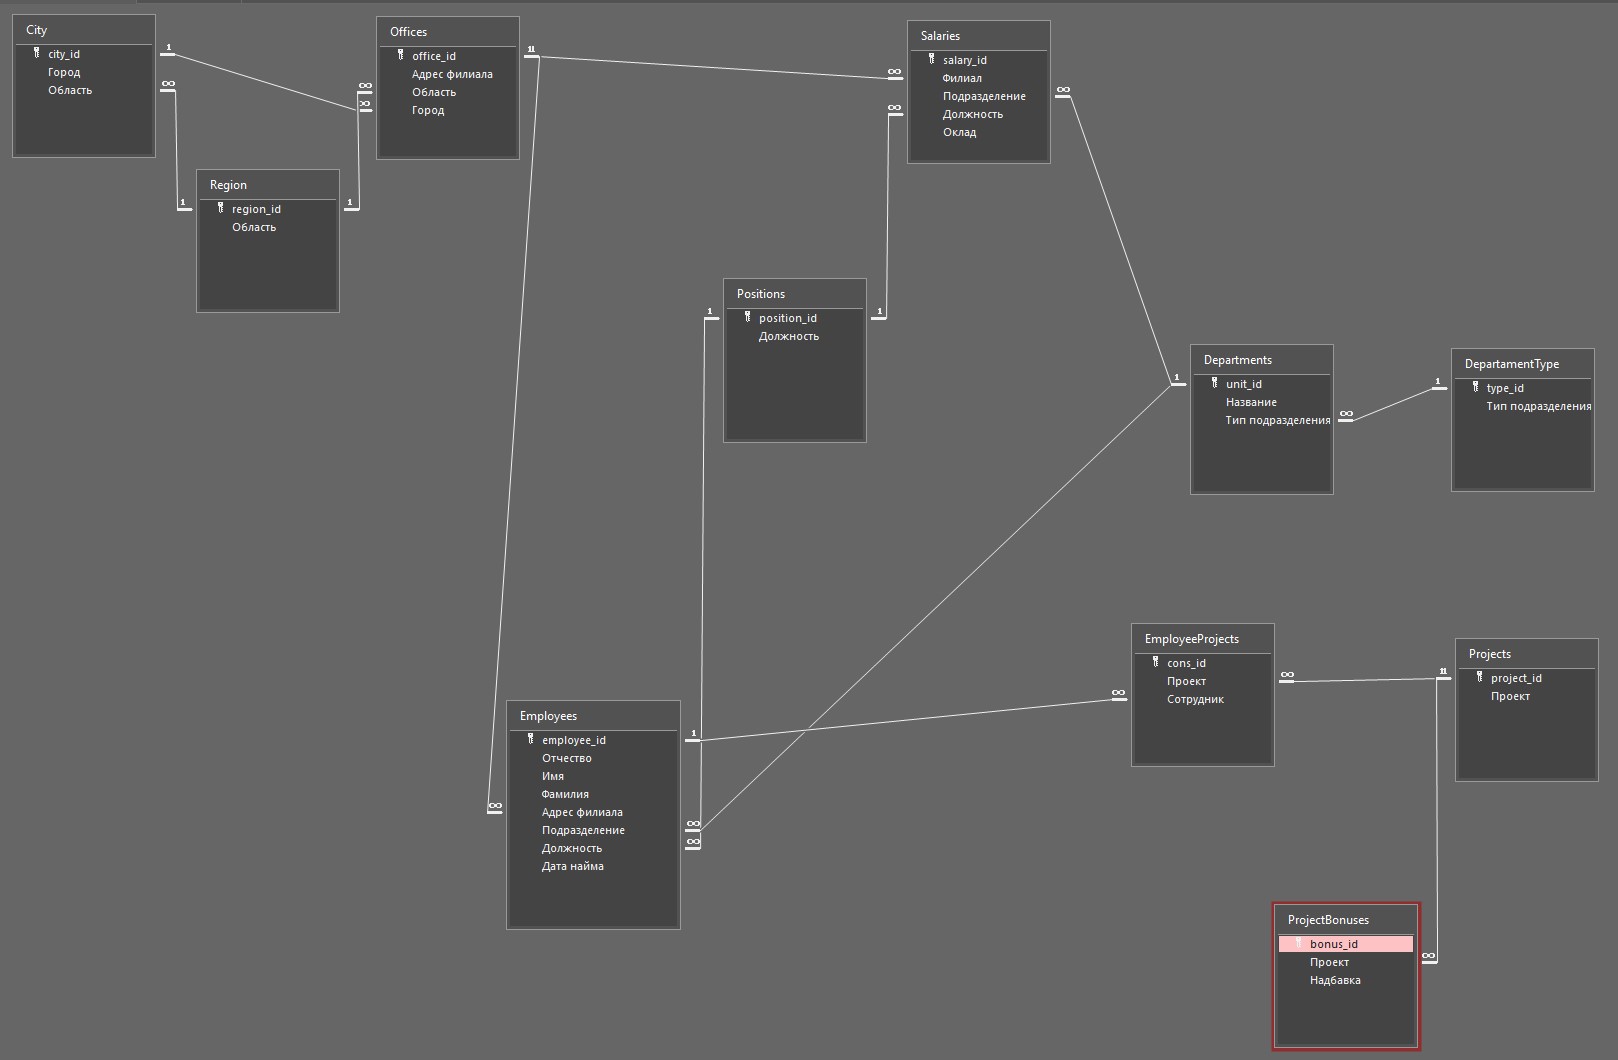 City
city_id
Город
Область
Offices
office_id
Адрес филиала
Область
Город
Salaries
salary_id
Филиал
Подразделение
Должность
Оклад
Region
region_id
Область
Positions
position_id
Должность
Departments
unit_id
Название
Тип подразделения
DepartamentType
type_id
Тип подразделения
Employees
employee_id
Отчество
Имя
Фамилия
Адрес филиала
Подразделение
Должность
Дата найма
EmployeeProjects
cons_id
Проект
Сотрудник
Projects
project_id
Проект
ProjectBonuses
bonus_id
Проект
Надбавка
1
∞
∞
∞
1
1
11
∞
∞
∞
1
1
1
∞
1
∞
∞
∞
1
∞
∞
11
∞